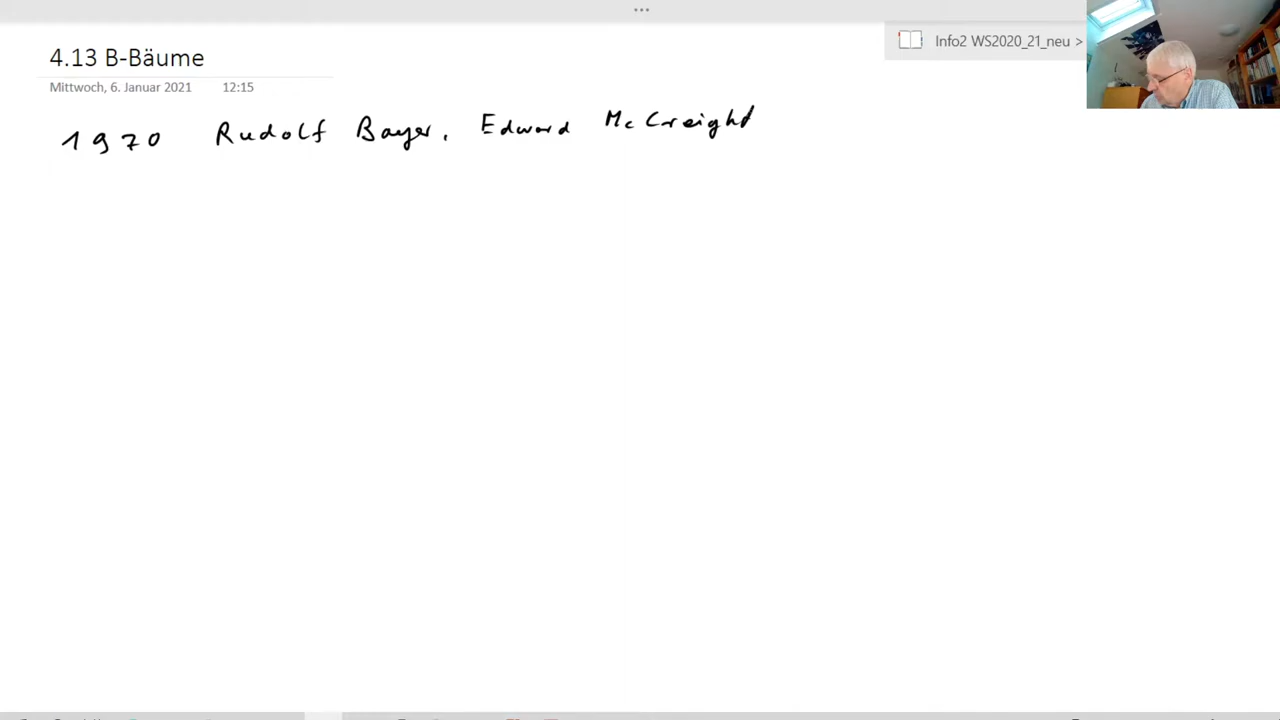 Info2 WS2020_21_neu >
4.13 B-Bäume
Mittwoch, 6. Januar 2021 12:15
1970 Rudolf Bayer, Edward McCreight